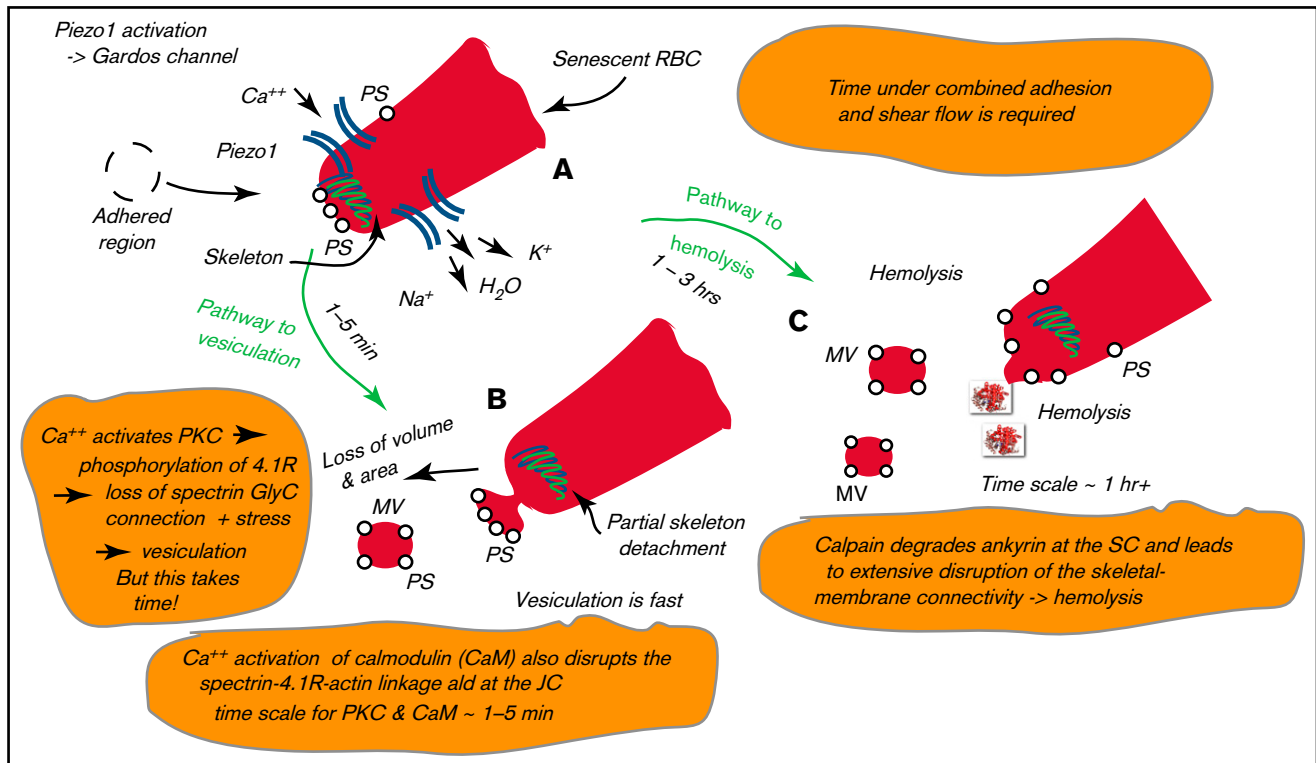 Piezo1 activation
-> Gardos channel
Ca++
PS
Senescent RBC
Piezo1
A
Adhered
region
PS
Skeleton
K+
H2O
Na+
Time under combined adhesion
and shear flow is required
Pathway to
hemolysis
1 – 3 hrs
Pathway to
vesiculation
1–5 min
Hemolysis
C
MV
PS
Hemolysis
MV
Time scale ~ 1 hr+
B
Loss of volume
& area
MV
PS
PS
Partial skeleton
detachment
Vesiculation is fast
Ca++ activates PKC
phosphorylation of 4.1R
loss of spectrin GlyC
connection + stress
vesiculation
But this takes
time!
Calpain degrades ankyrin at the SC and leads
to extensive disruption of the skeletal-
membrane connectivity -> hemolysis
Ca++ activation of calmodulin (CaM) also disrupts the
spectrin-4.1R-actin linkage ald at the JC
time scale for PKC & CaM ~ 1–5 min